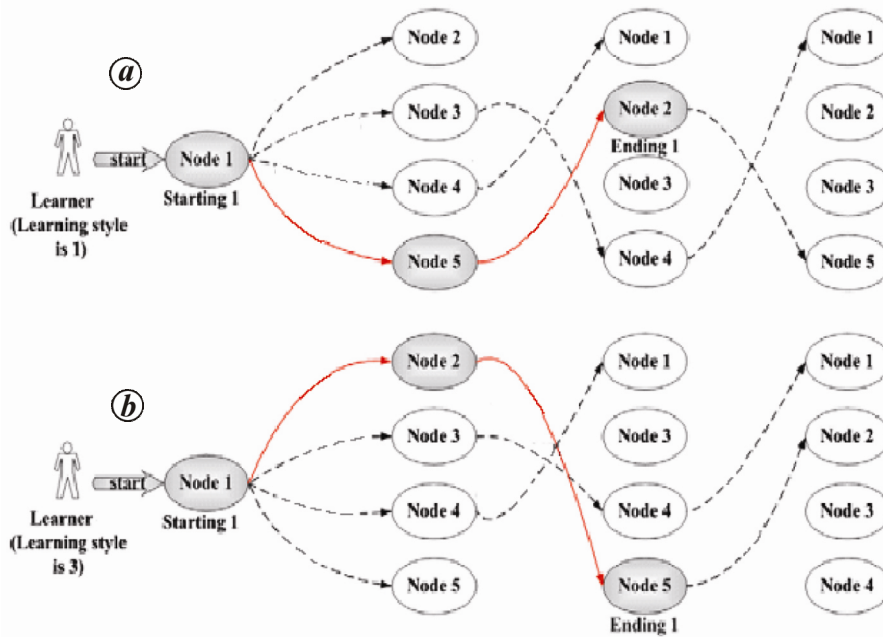 a
Node 2
Node 1
Node 1
Node 3
Node 2
Node 2
Ending 1
start
Node 1
Starting 1
Node 4
Node 3
Node 3
Learner
(Learning style
is 1)
Node 5
Node 4
Node 5
b
Node 2
Node 1
Node 1
Node 3
Node 3
Node 2
start
Node 1
Starting 1
Node 4
Node 4
Node 3
Learner
(Learning style
is 3)
Node 5
Node 5
Node 4
Ending 1